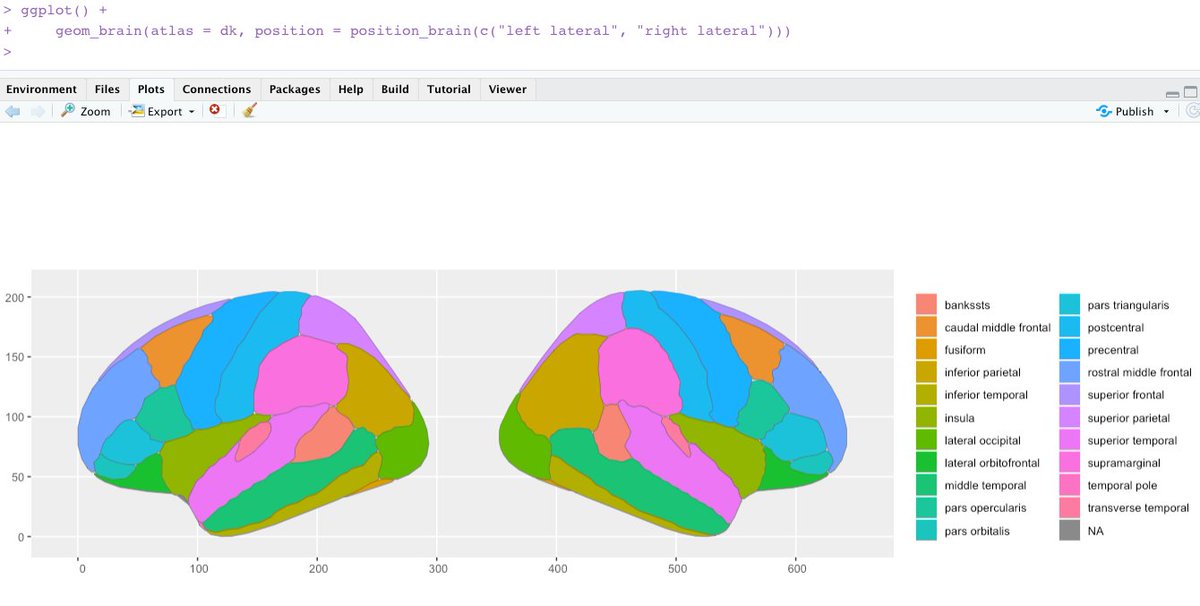 > ggplot() +
+     geom_brain(atlas = dk, position = position_brain(c("left lateral", "right lateral")))
>
Environment Files Plots Connections Packages Help Build Tutorial Viewer
Zoom Export Publish
200
150
100
50
0
0 100 200 300 400 500 600
bankssts
caudal middle frontal
fusiform
inferior parietal
inferior temporal
insula
lateral occipital
lateral orbitofrontal
middle temporal
pars opercularis
pars orbitalis
pars triangularis
postcentral
precentral
rostral middle frontal
superior frontal
superior parietal
superior temporal
supramarginal
temporal pole
transverse temporal
NA